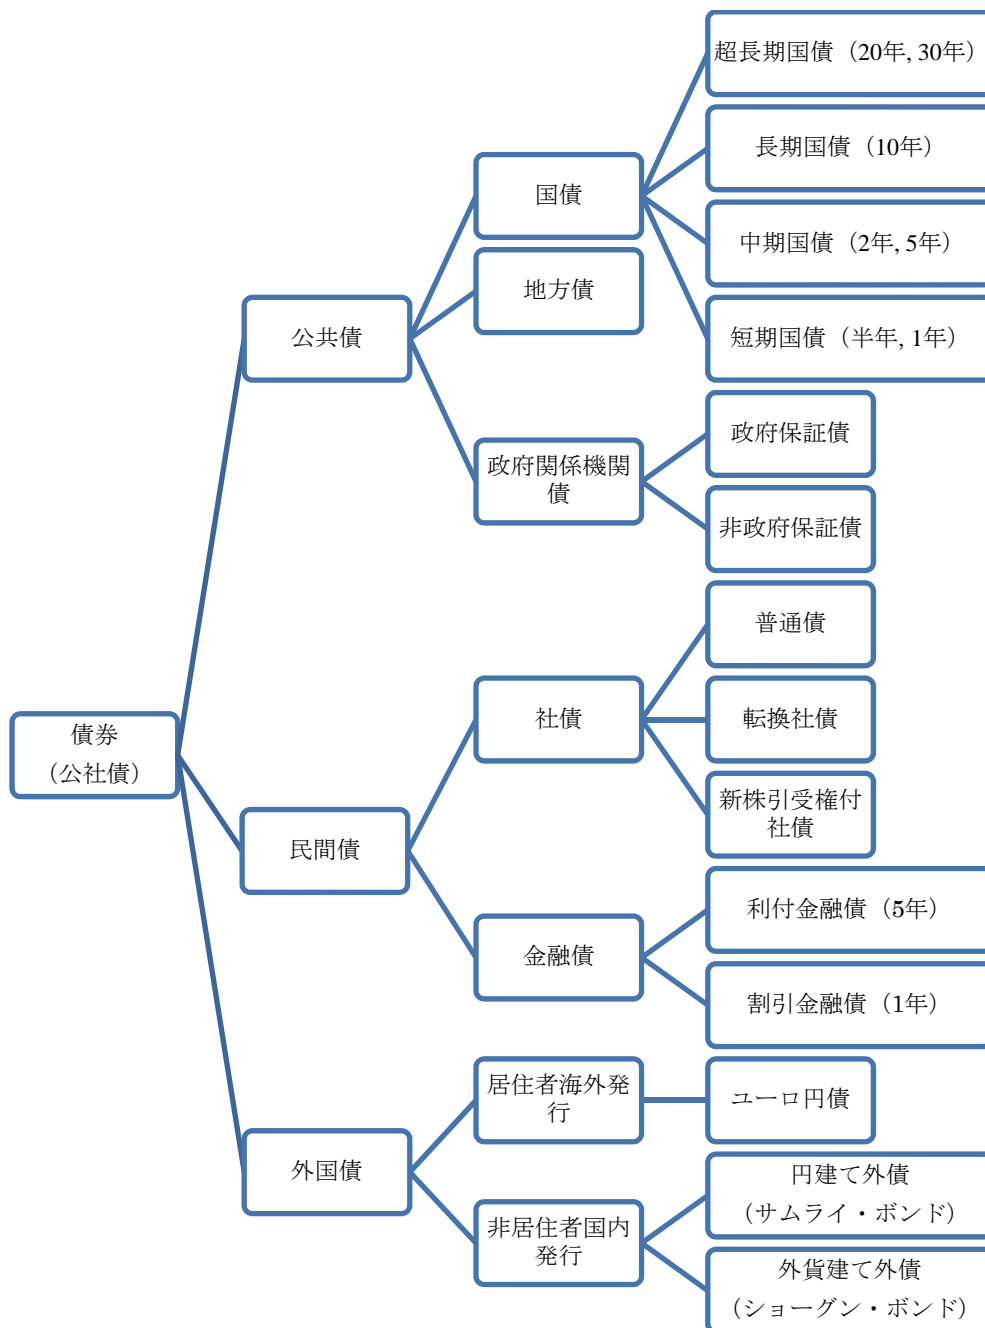 債券
（公社債）
公共債
国債
超長期国債（20年, 30年）
長期国債（10年）
中期国債（2年, 5年）
短期国債（半年, 1年）
地方債
政府関係機関
債
政府保証債
非政府保証債
民間債
社債
普通債
転換社債
新株引受権付
社債
金融債
利付金融債（5年）
割引金融債（1年）
外国債
居住者海外発
行
ユーロ円債
非居住者国内
発行
円建て外債
（サムライ・ボンド）
外貨建て外債
（ショーグン・ボンド）